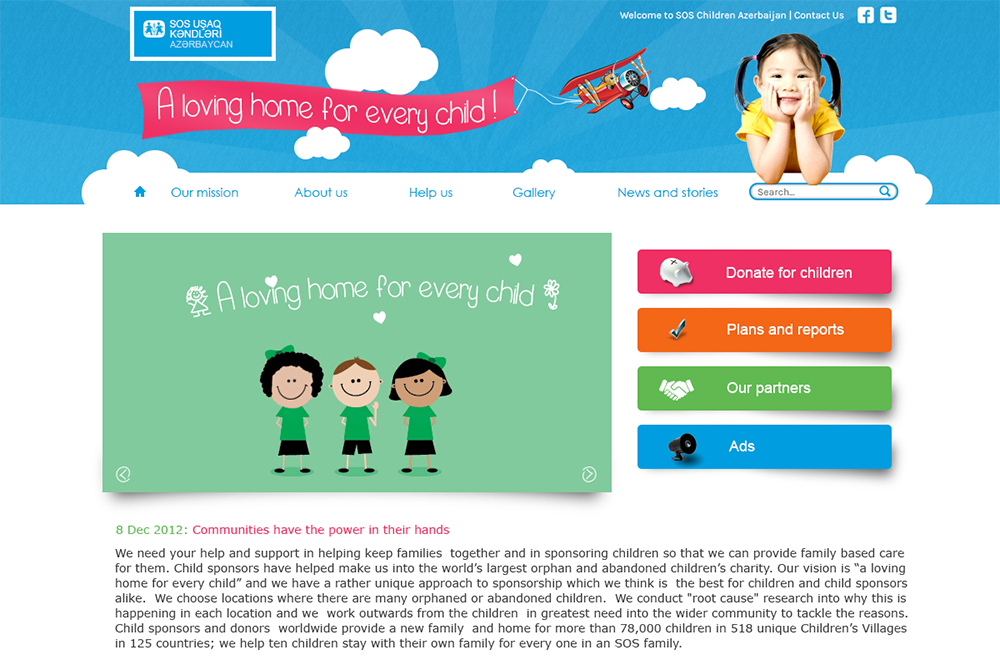 Welcome to SOS Children Azerbaijan | Contact Us
SOS UŞAQ
KƏNDLƏRİ
AZƏRBAYCAN
A loving home for every child !
Our mission
About us
Help us
Gallery
News and stories
Search...
A loving home for every child
Donate for children
Plans and reports
Our partners
Ads
8 Dec 2012: Communities have the power in their hands
We need your help and support in helping keep families together and in sponsoring children so that we can provide family based care
for them. Child sponsors have helped make us into the world’s largest orphan and abandoned children’s charity. Our vision is “a loving
home for every child” and we have a rather unique approach to sponsorship which we think is the best for children and child sponsors
alike. We choose locations where there are many orphaned or abandoned children. We conduct "root cause" research into why this is
happening in each location and we work outwards from the children in greatest need into the wider community to tackle the reasons.
Child sponsors and donors worldwide provide a new family and home for more than 78,000 children in 518 unique Children’s Villages
in 125 countries; we help ten children stay with their own family for every one in an SOS family.